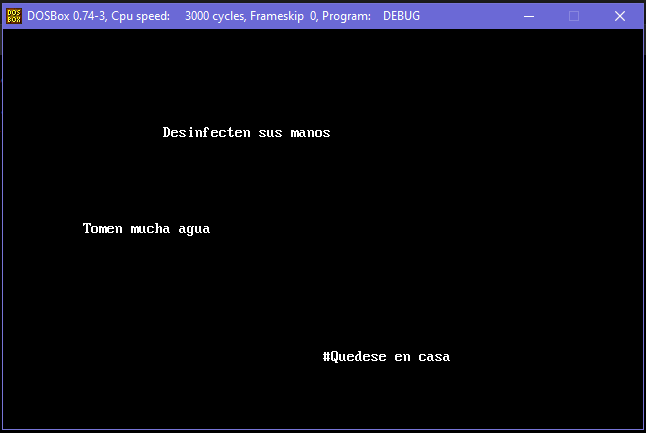 DOSBox 0.74-3, Cpu speed: 3000 cycles, Frameskip 0, Program: DEBUG
Desinfecten sus manos
Tomen mucha agua
#Quedese en casa